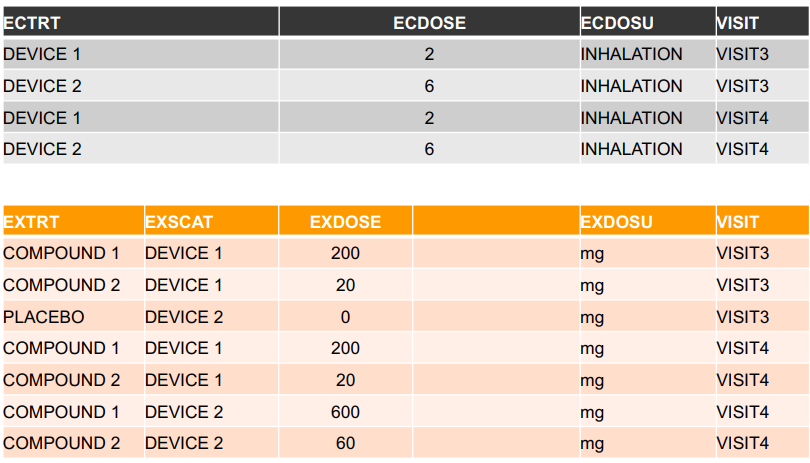 ECTRT ECDOSE ECDOSU VISIT
DEVICE 1 2 INHALATION VISIT3
DEVICE 2 6 INHALATION VISIT3
DEVICE 1 2 INHALATION VISIT4
DEVICE 2 6 INHALATION VISIT4
EXTRT EXSCAT EXDOSE EXDOSU VISIT
COMPOUND 1 DEVICE 1 200 mg VISIT3
COMPOUND 2 DEVICE 1 20 mg VISIT3
PLACEBO DEVICE 2 0 mg VISIT3
COMPOUND 1 DEVICE 1 200 mg VISIT4
COMPOUND 2 DEVICE 1 20 mg VISIT4
COMPOUND 1 DEVICE 2 600 mg VISIT4
COMPOUND 2 DEVICE 2 60 mg VISIT4